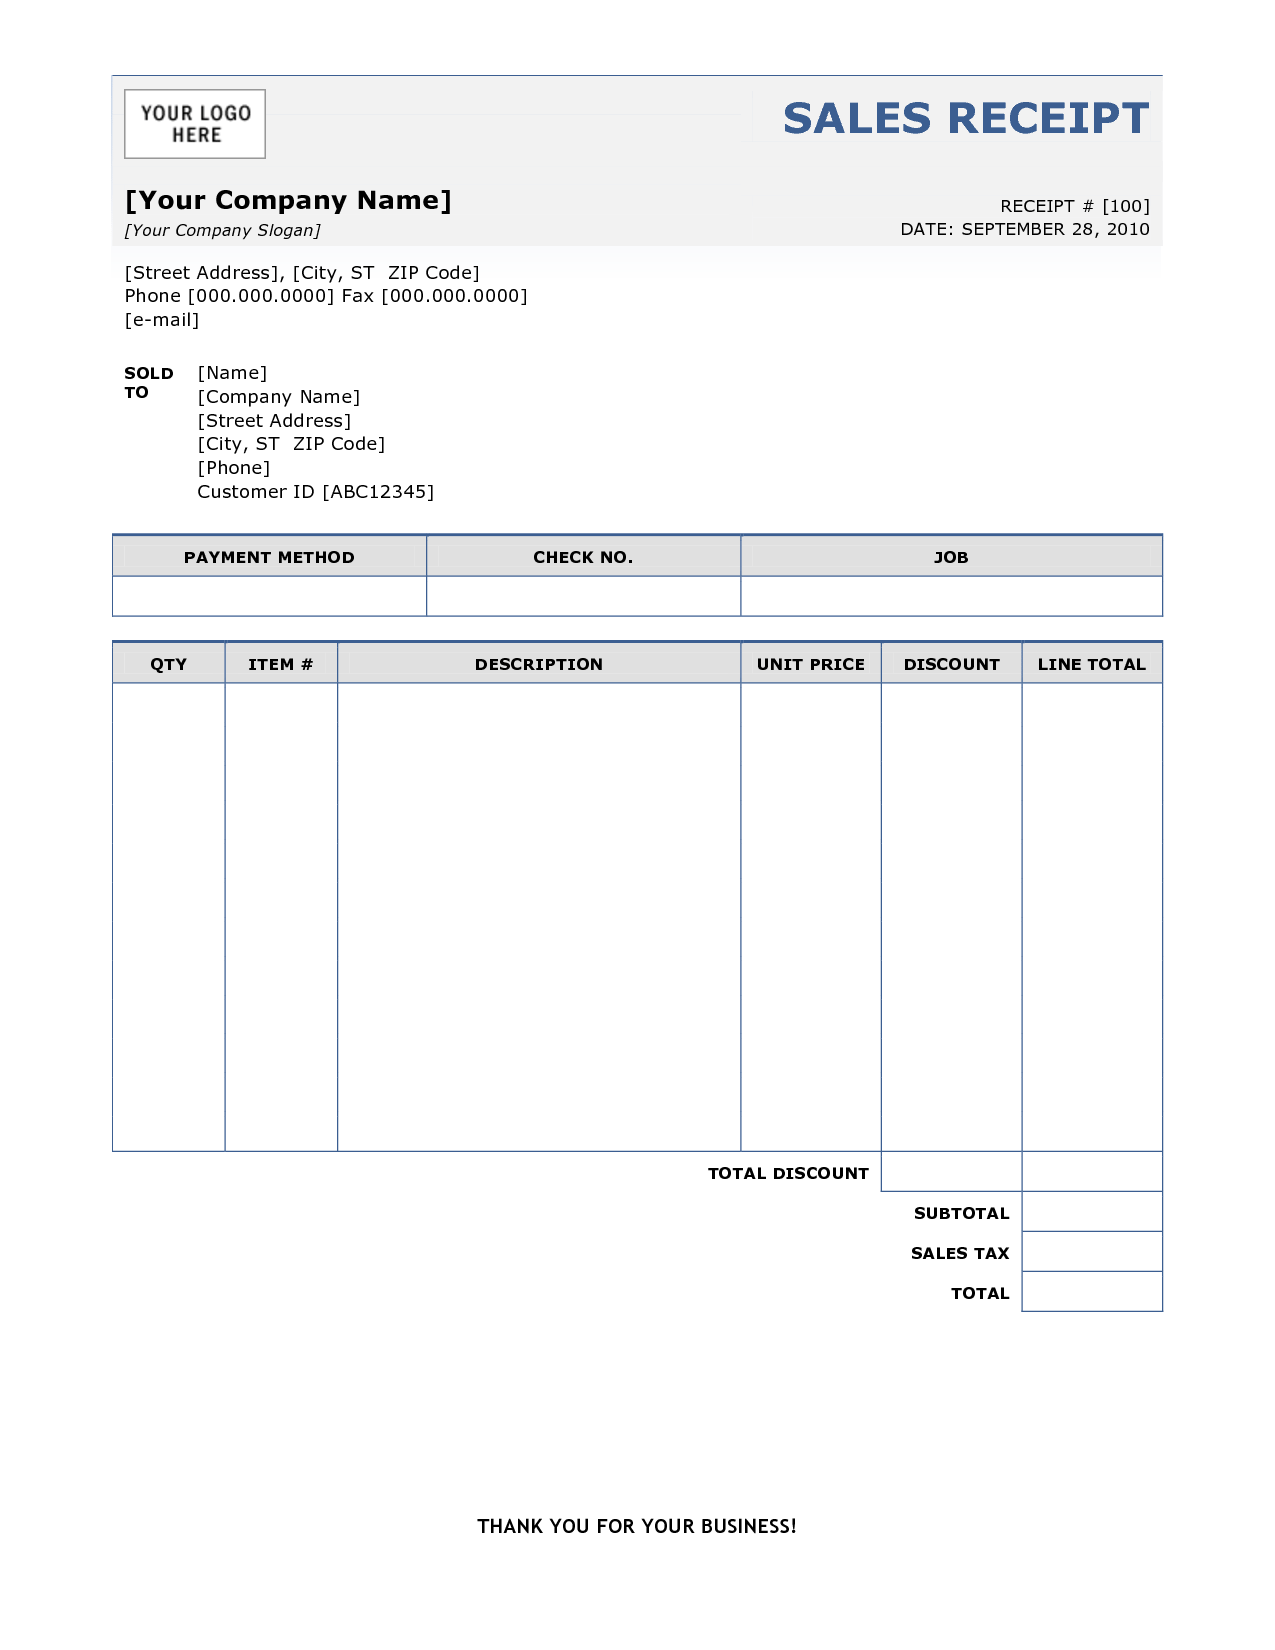 YOUR LOGO
HERE
SALES RECEIPT
[Your Company Name]
[Your Company Slogan]
RECEIPT # [100]
DATE: SEPTEMBER 28, 2010
[Street Address], [City, ST  ZIP Code]
Phone [000.000.0000] Fax [000.000.0000]
[e-mail]
SOLD
TO
[Name]
[Company Name]
[Street Address]
[City, ST  ZIP Code]
[Phone]
Customer ID [ABC12345]
PAYMENT METHOD CHECK NO. JOB
QTY ITEM # DESCRIPTION UNIT PRICE DISCOUNT LINE TOTAL
TOTAL DISCOUNT
SUBTOTAL
SALES TAX
TOTAL
THANK YOU FOR YOUR BUSINESS!